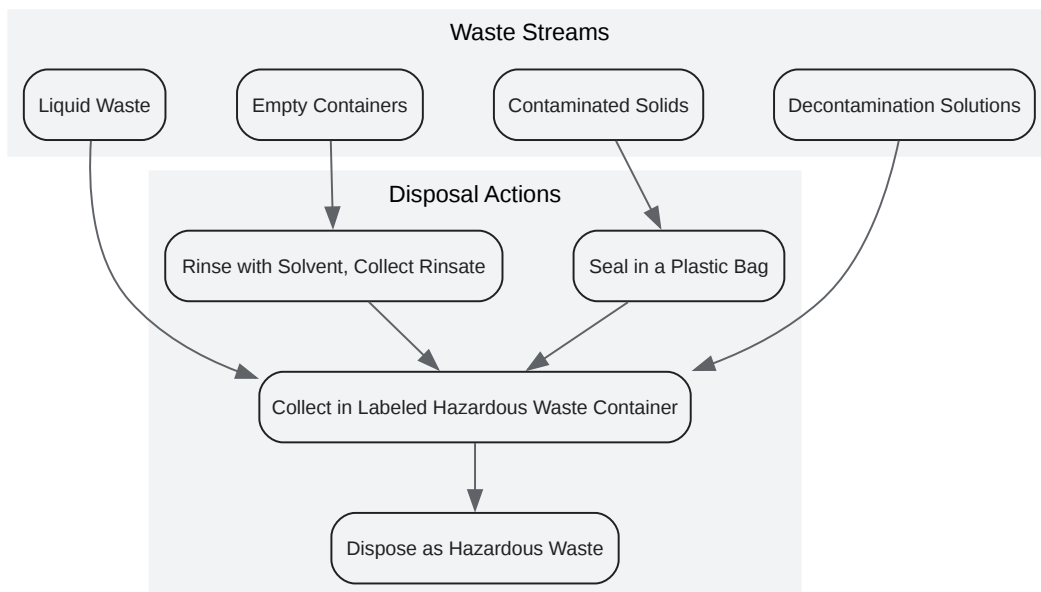 Waste Streams
Liquid Waste
Empty Containers
Contaminated Solids
Decontamination Solutions
Disposal Actions
Rinse with Solvent, Collect Rinsate
Seal in a Plastic Bag
Collect in Labeled Hazardous Waste Container
Dispose as Hazardous Waste